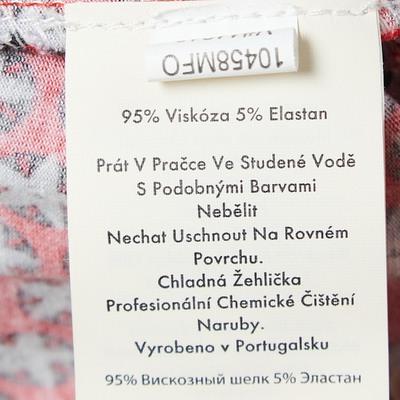 10458MFO
95% Viskóza 5% Elastan
Prát V Pračce Ve Studené Vodě
S Podobnými Barvami
Nebělit
Nechat Uschnout Na Rovném
Povrchu.
Chladná Žehlička
Profesionální Chemické Čištění
Naruby.
Vyrobeno v Portugalsku
95% Вискозный шелк 5% Эластан